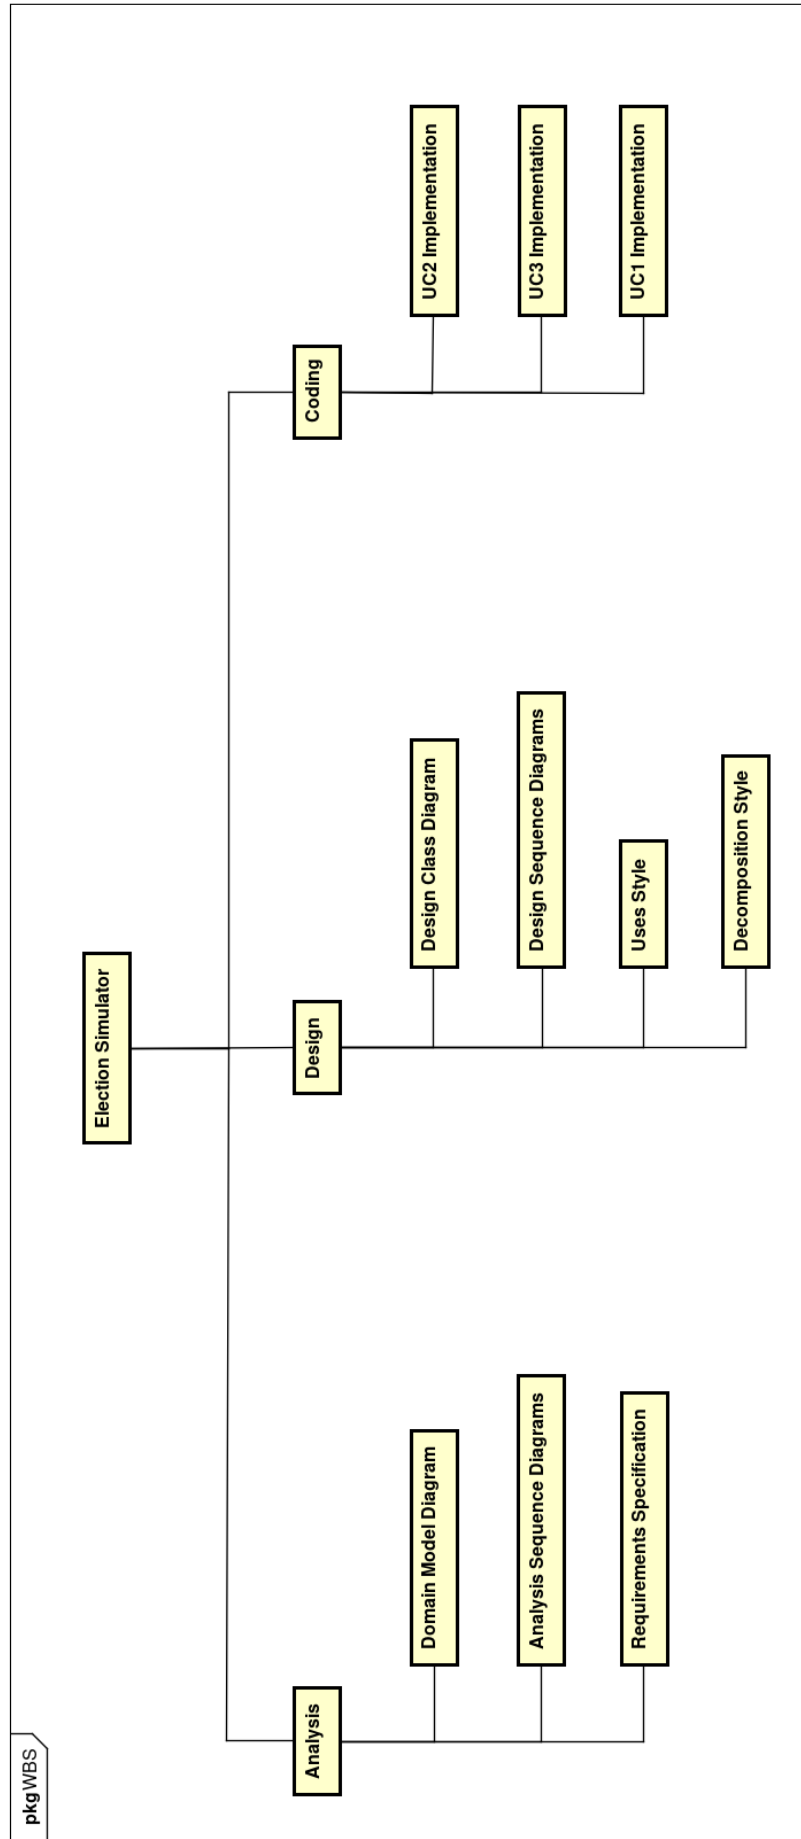 pkg WBS
Election Simulator
Analysis
Design
Coding
Domain Model Diagram
Analysis Sequence Diagrams
Requirements Specification
Design Class Diagram
Design Sequence Diagrams
Uses Style
Decomposition Style
UC2 Implementation
UC3 Implementation
UC1 Implementation